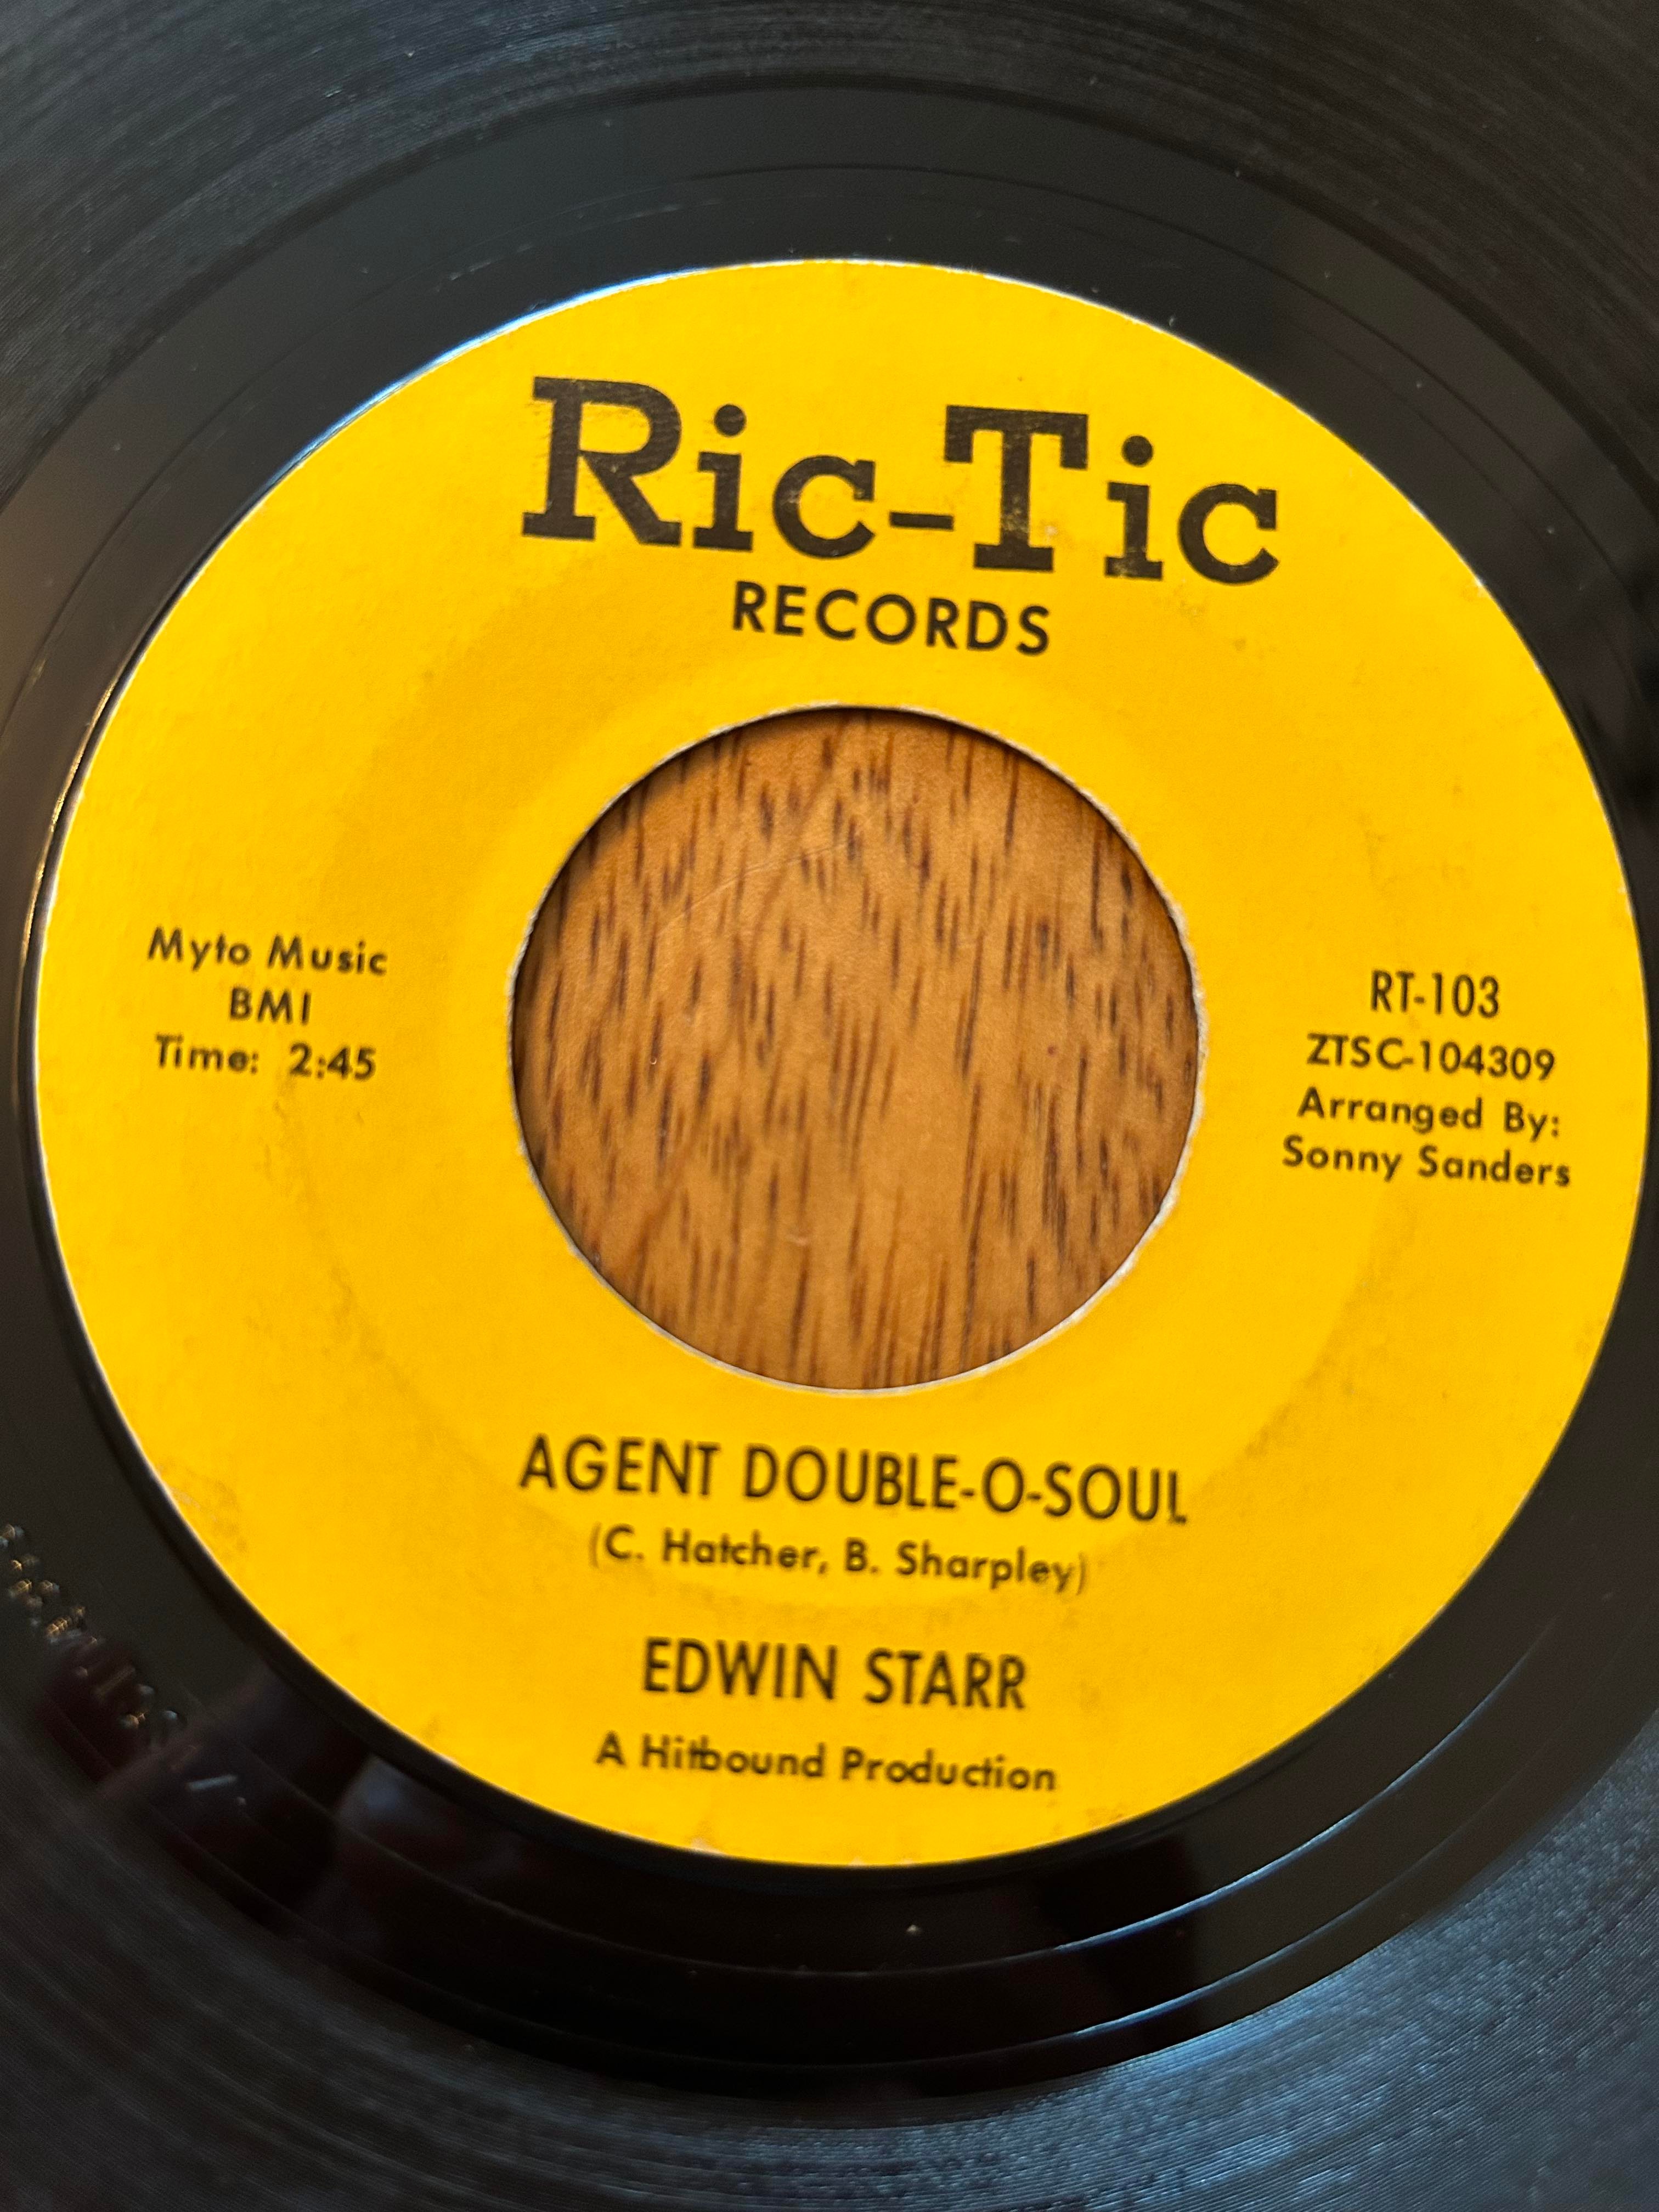 Ric-Tic
RECORDS
Myto Music
BMI
Time: 2:45
RT-103
ZTSC-104309
Arranged By:
Sonny Sanders
AGENT DOUBLE-O-SOUL
(C. Hatcher, B. Sharpley)
EDWIN STARR
A Hitbound Production